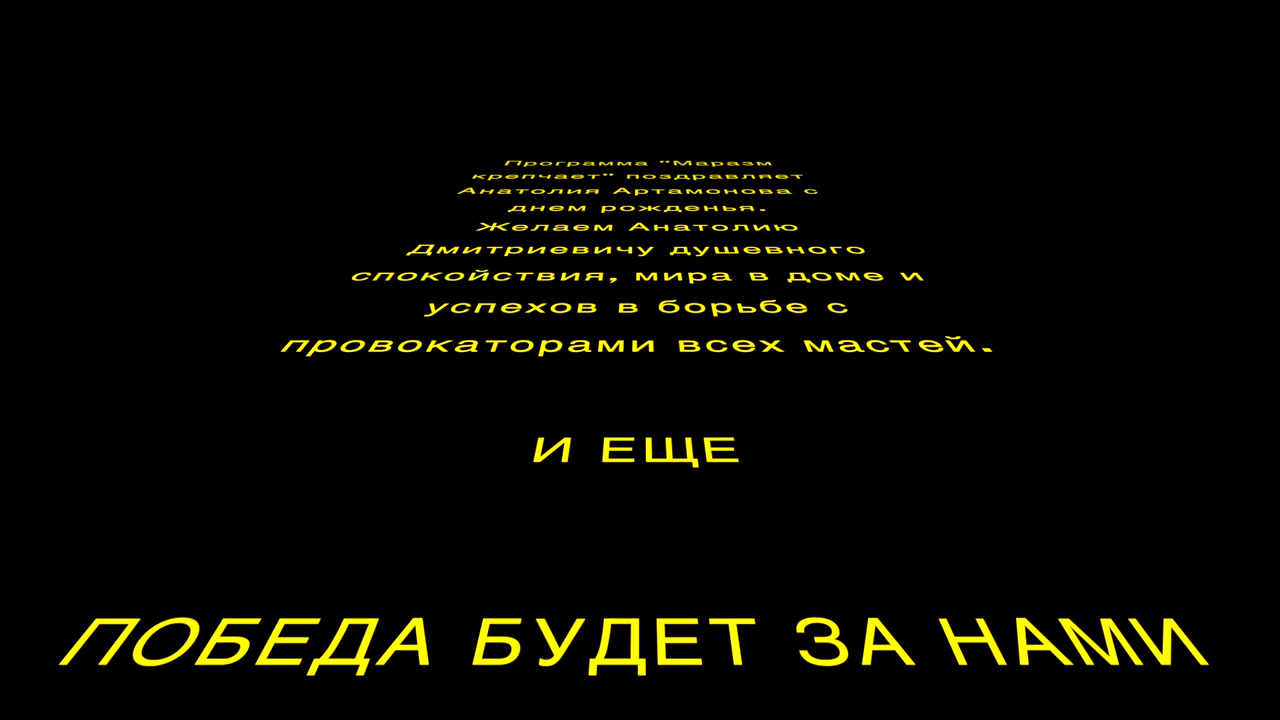 Программа "Маразм
крепчает" поздравляет
Анатолия Артамонова с
днем рожденья.
Желаем Анатолию
Дмитриевичу душевного
спокойствия, мира в доме и
успехов в борьбе с
провокаторами всех мастей.
И ЕЩЕ
ПОБЕДА БУДЕТ ЗА НАМИ